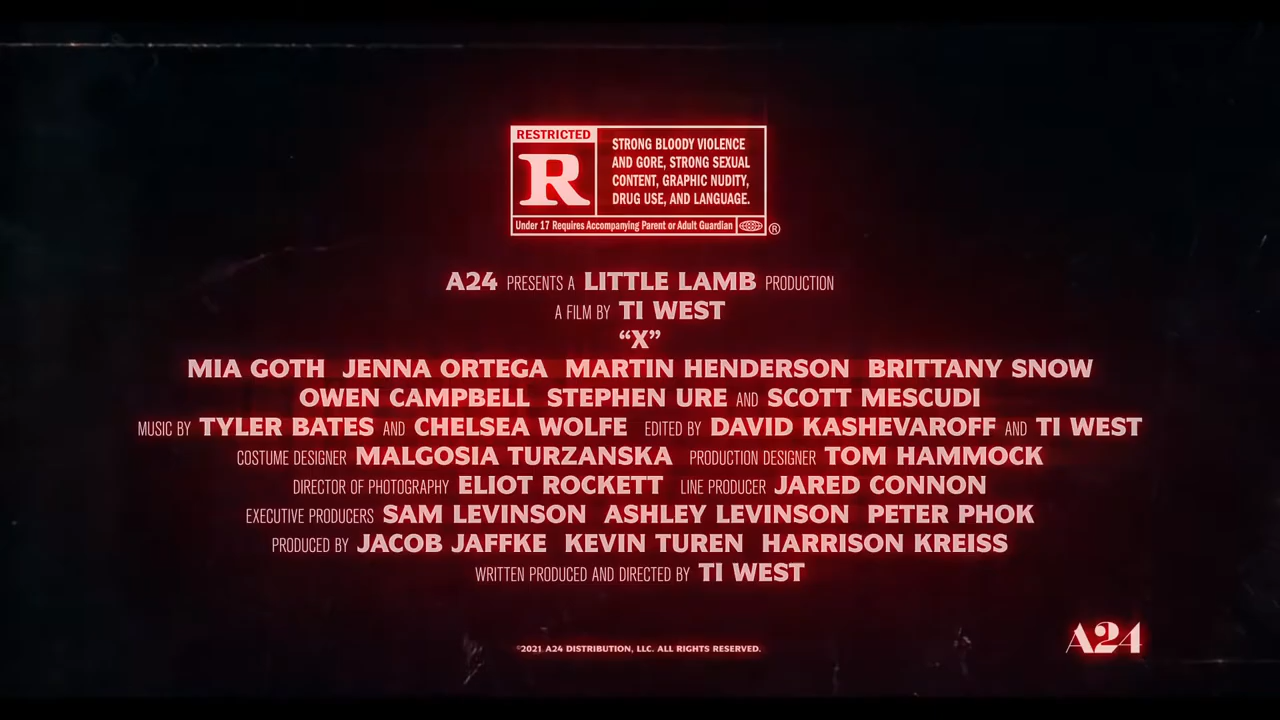 RESTRICTED
R
STRONG BLOODY VIOLENCE
AND GORE, STRONG SEXUAL
CONTENT, GRAPHIC NUDITY,
DRUG USE, AND LANGUAGE.
Under 17 Requires Accompanying Parent or Adult Guardian
®
A24 PRESENTS A LITTLE LAMB PRODUCTION
A FILM BY TI WEST
“X”
MIA GOTH JENNA ORTEGA MARTIN HENDERSON BRITTANY SNOW
OWEN CAMPBELL STEPHEN URE AND SCOTT MESCUDI
MUSIC BY TYLER BATES AND CHELSEA WOLFE EDITED BY DAVID KASHEVAROFF AND TI WEST
COSTUME DESIGNER MALGOSIA TURZANSKA PRODUCTION DESIGNER TOM HAMMOCK
DIRECTOR OF PHOTOGRAPHY ELIOT ROCKETT LINE PRODUCER JARED CONNON
EXECUTIVE PRODUCERS SAM LEVINSON ASHLEY LEVINSON PETER PHOK
PRODUCED BY JACOB JAFFKE KEVIN TUREN HARRISON KREISS
WRITTEN PRODUCED AND DIRECTED BY TI WEST
©2021 A24 DISTRIBUTION, LLC. ALL RIGHTS RESERVED.
A24